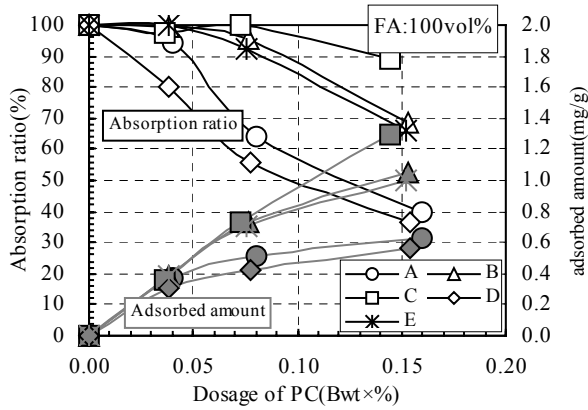 FA:100vol%
100
90
80
70
60
50
40
30
20
10
0
2.0
1.8
1.6
1.4
1.2
1.0
0.8
0.6
0.4
0.2
0.0
Absorption ratio(%)
adsorbed amount(mg/g)
Absorption ratio
Adsorbed amount
A B
C D
E
0.00 0.05 0.10 0.15 0.20
Dosage of PC(Bwt×%)